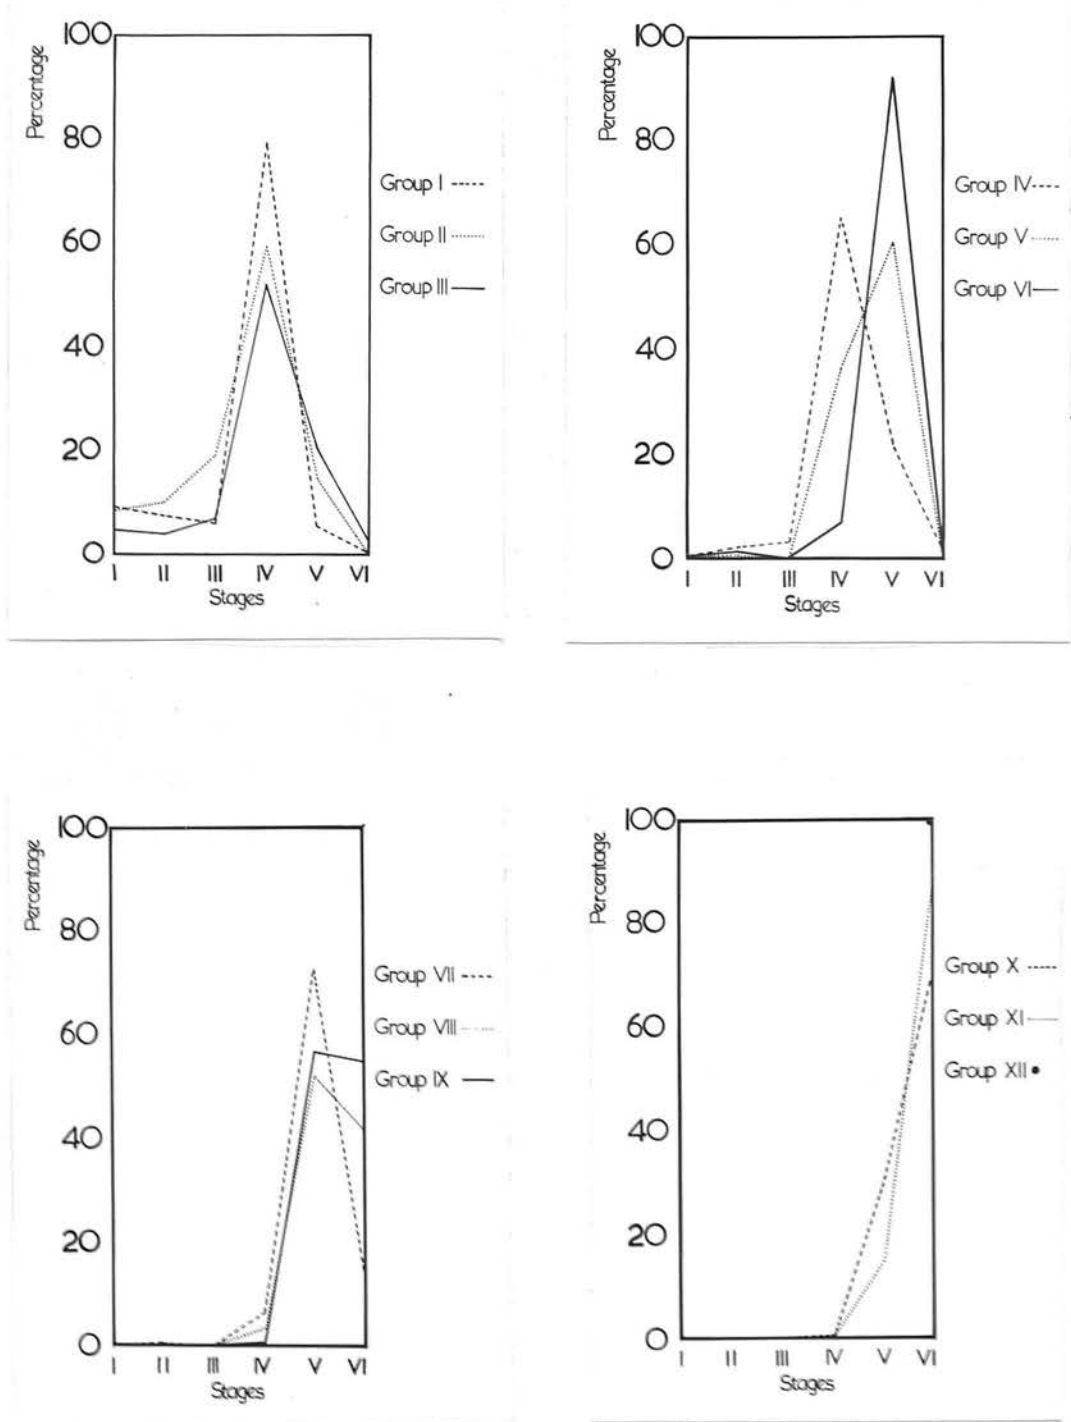 Percentage
100
80
60
40
20
0
I II III IV V VI
Stages
Group I
Group II
Group III
Percentage
100
80
60
40
20
0
I II III IV V VI
Stages
Group IV
Group V
Group VI
Percentage
100
80
60
40
20
0
I II III IV V VI
Stages
Group VII
Group VIII
Group IX
Percentage
100
80
60
40
20
0
I II III IV V VI
Stages
Group X
Group XI
Group XII